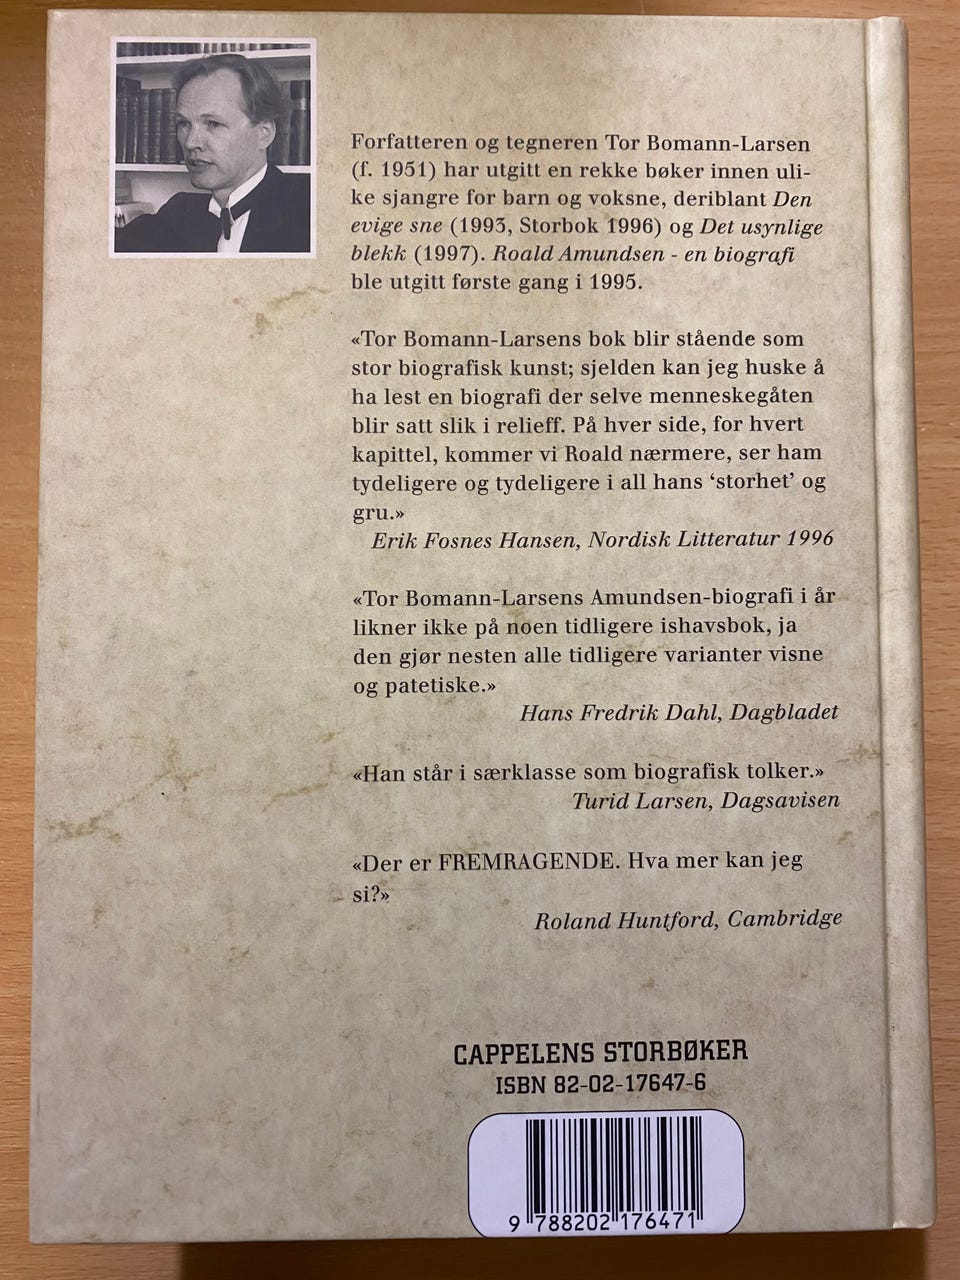 Forfatteren og tegneren Tor Bomann-Larsen
(f. 1951) har utgitt en rekke bøker innen uli-
ke sjangre for barn og voksne, deriblant Den
evige sne (1993, Storbok 1996) og Det usynlige
blekk (1997). Roald Amundsen - en biografi
ble utgitt første gang i 1995.
«Tor Bomann-Larsens bok blir stående som
stor biografisk kunst; sjelden kan jeg huske å
ha lest en biografi der selve menneskegåten
blir satt slik i relieff. På hver side, for hvert
kapittel, kommer vi Roald nærmere, ser ham
tydeligere og tydeligere i all hans ‘storhet’ og
gru.»
Erik Fosnes Hansen, Nordisk Litteratur 1996
«Tor Bomann-Larsens Amundsen-biografi i år
likner ikke på noen tidligere ishavsbok, ja
den gjør nesten alle tidligere varianter visne
og patetiske.»
Hans Fredrik Dahl, Dagbladet
«Han står i særklasse som biografisk tolker.»
Turid Larsen, Dagsavisen
«Der er FREMRAGENDE. Hva mer kan jeg
si?»
Roland Huntford, Cambridge
CAPPELENS STORBØKER
ISBN 82-02-17647-6
9 788202 176471